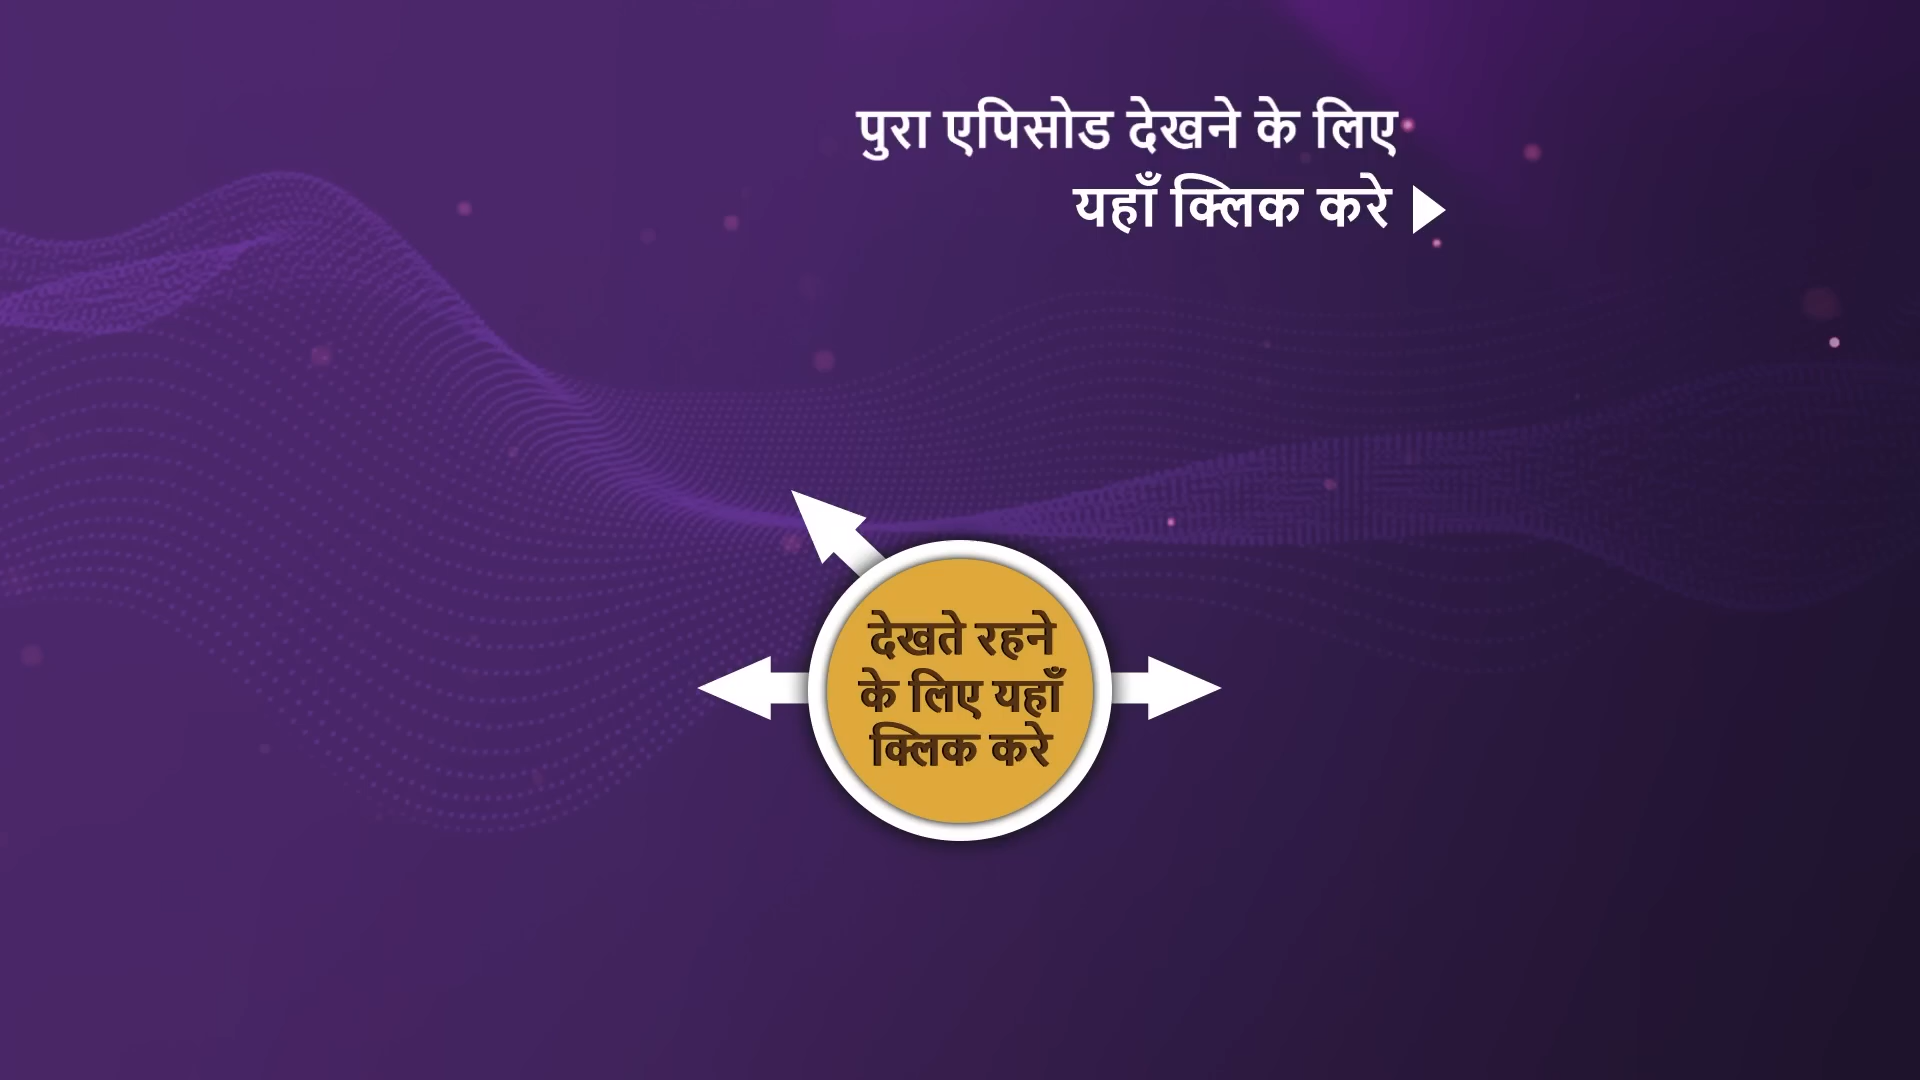 पुरा एपिसोड देखने के लिए
यहाँ क्लिक करे
देखते रहने
के लिए यहाँ
क्लिक करे